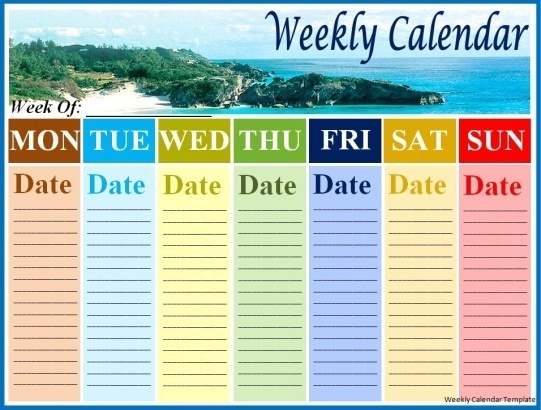 Weekly Calendar
Week Of:
MON TUE WED THU FRI SAT SUN
Date Date Date Date Date Date Date
Weekly Calendar Template